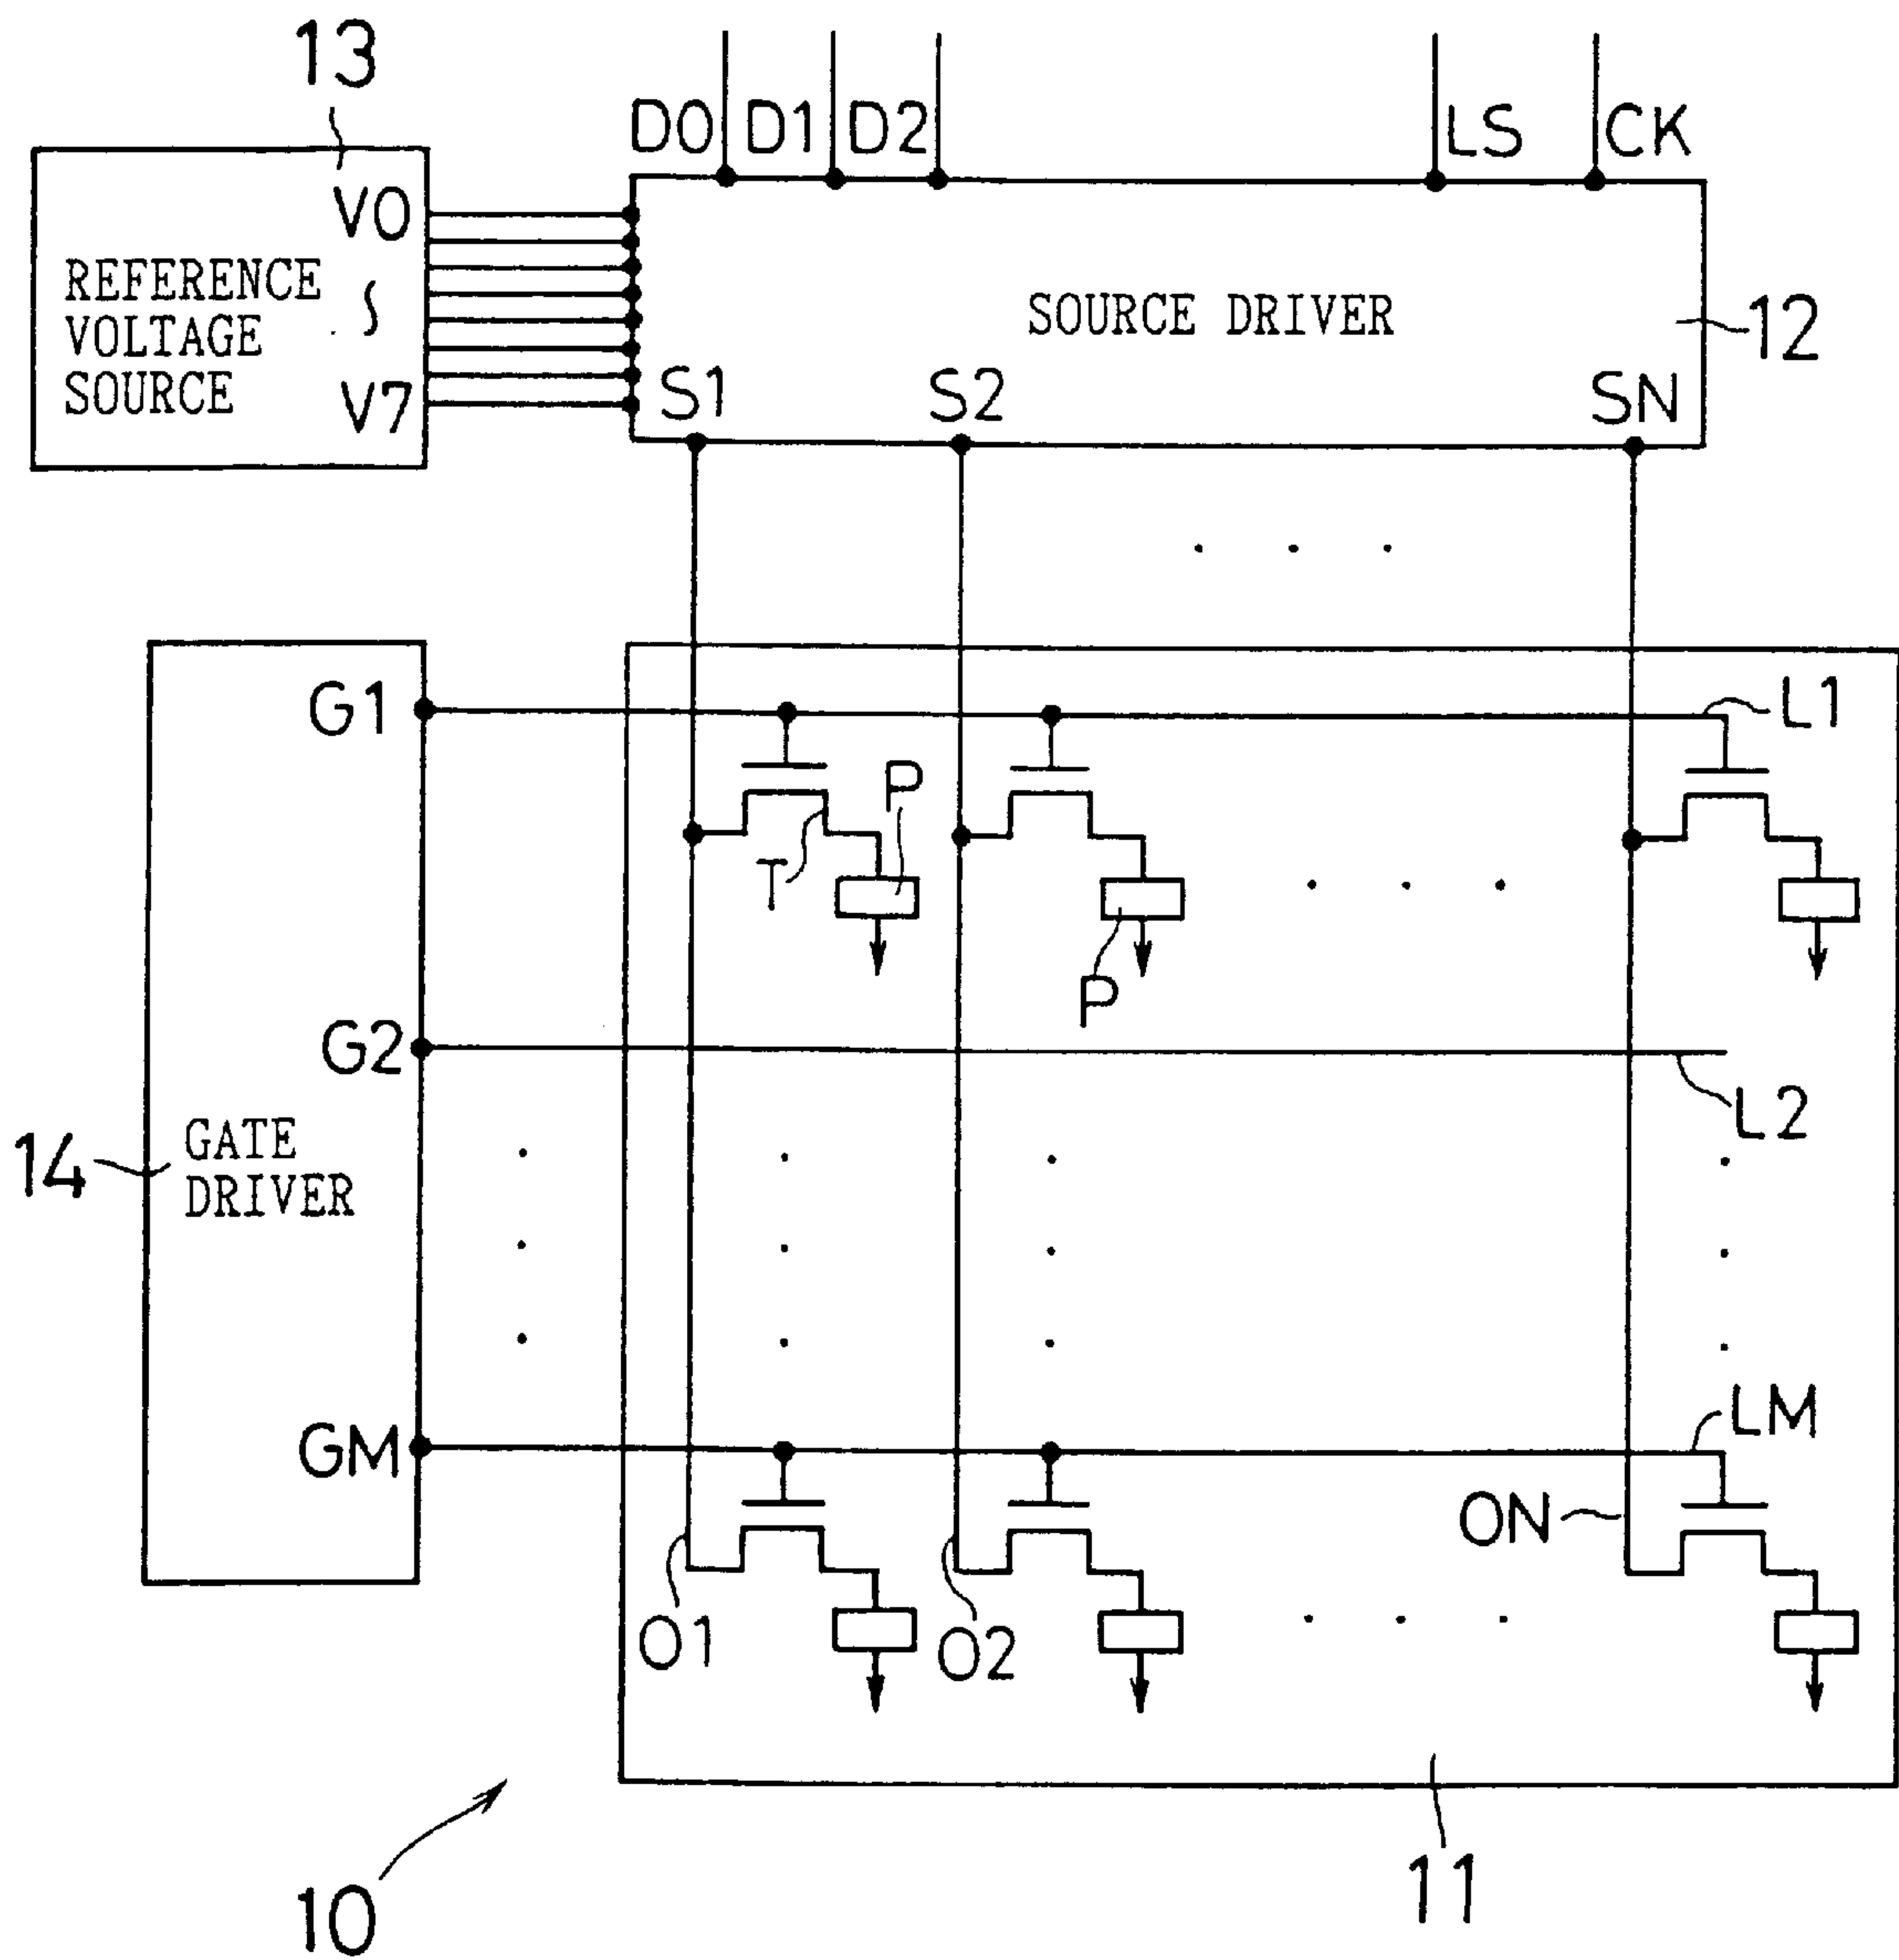 13
D0 D1 D2 LS CK
V0
REFERENCE
VOLTAGE
SOURCE
∫
V7
SOURCE DRIVER
12
S1 S2 SN
G1
L1
P
T
P
G2
L2
14
GATE
DRIVER
GM
LM
ON
O1
O2
10
11